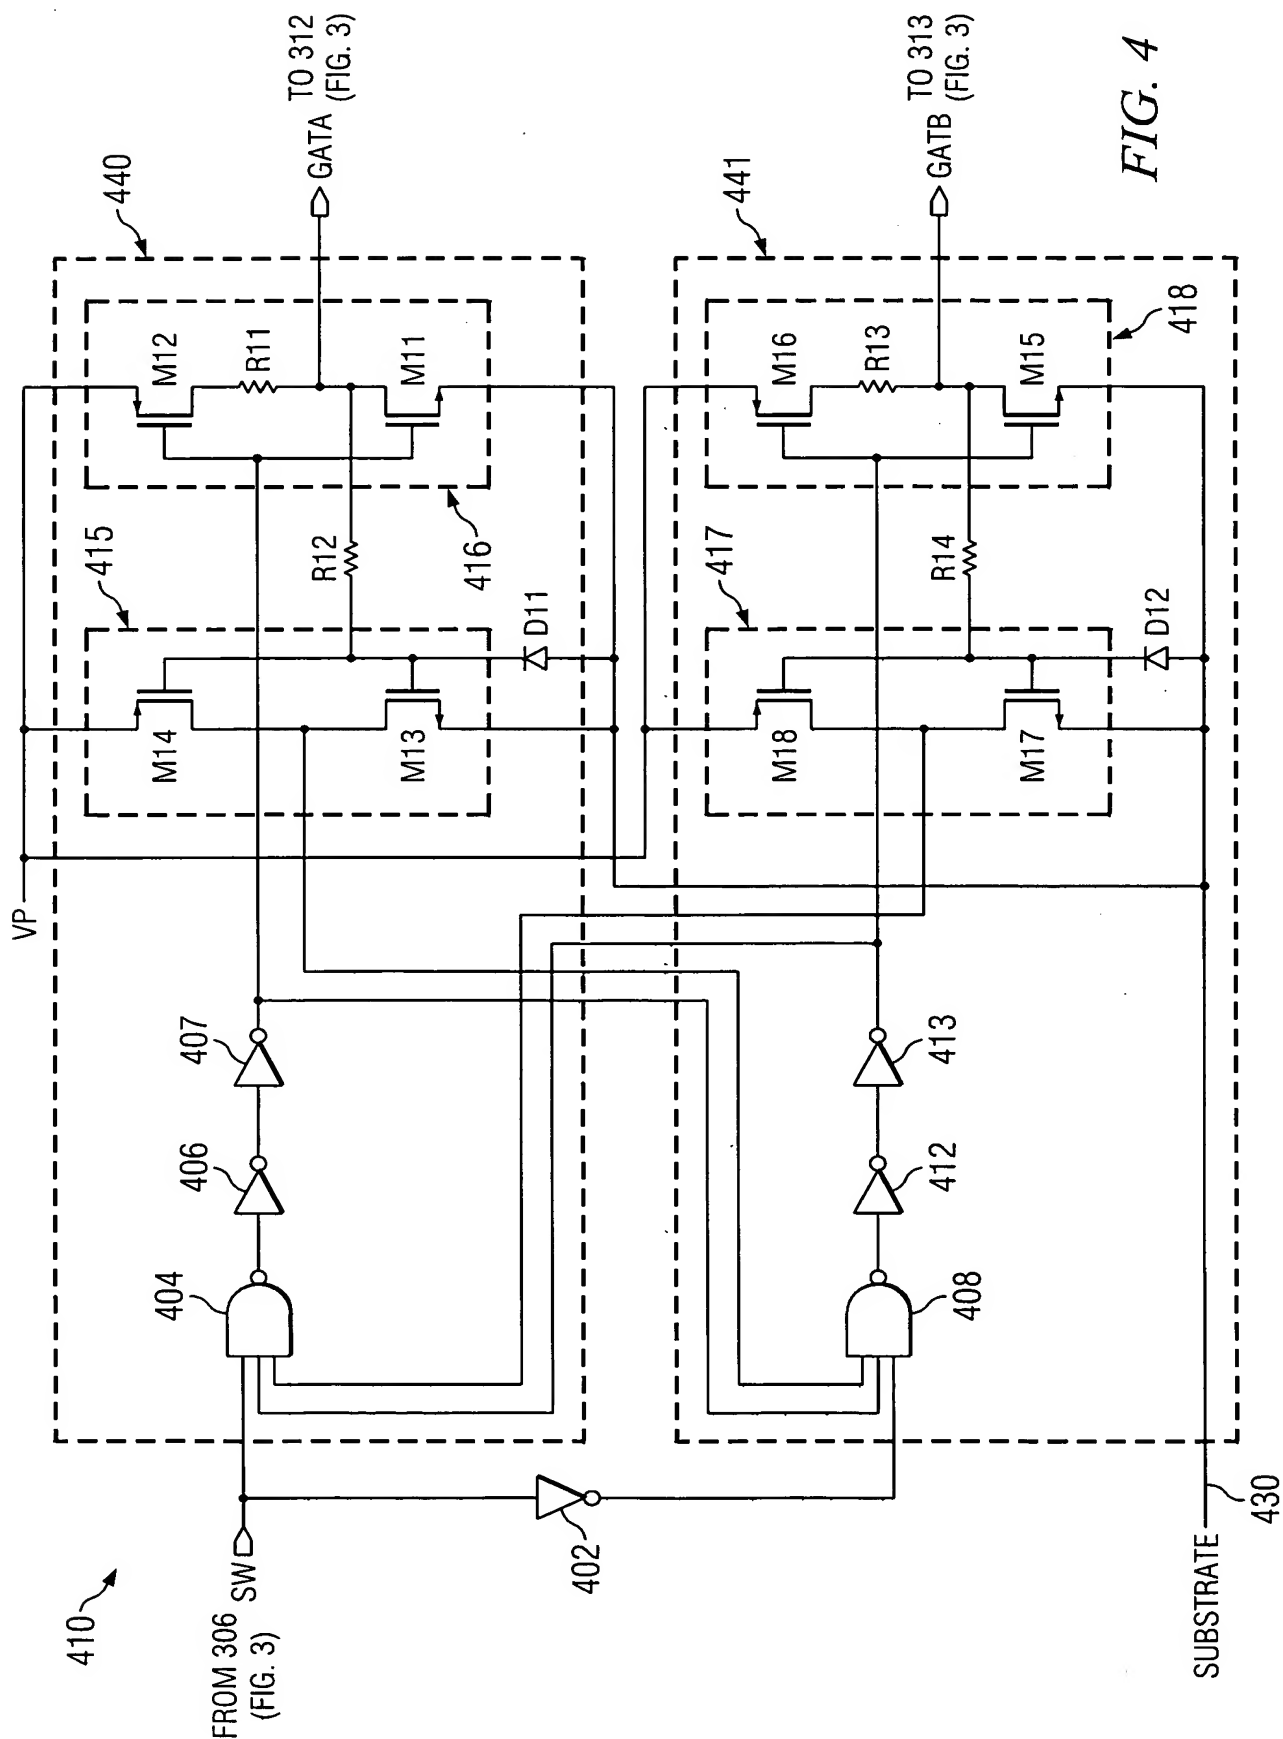 410
FROM 306
(FIG. 3)
SW
402
VP
404
406
407
415
M14
M13
R12
D11
416
M12
R11
M11
440
GATA
TO 312
(FIG. 3)
408
412
413
417
M18
M17
R14
D12
M16
R13
M15
418
441
GATB
TO 313
(FIG. 3)
SUBSTRATE
430
FIG. 4